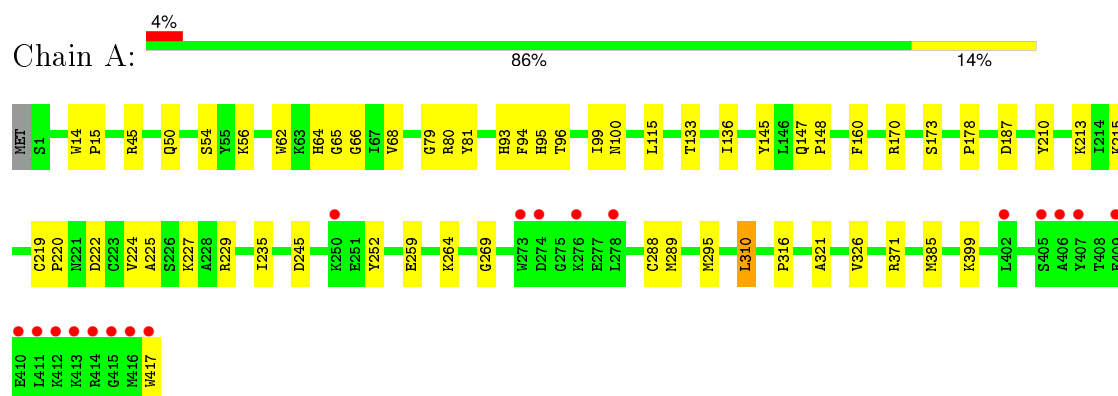 4%
Chain A:
86%
14%
MET S1 W14 P15 R45 Q50 S54 Y55 K56 W62 K63 H64 G65 G66 I67 V68 G79 R80 Y81 H93 F94 H95 T96 I99 N100 L115 T133 I136 Y145 L146 Q147 P148 F160 R170 S173 P178 D187 Y210 K213 I214 K215
C219 P220 N221 D222 C223 V224 A225 S226 K227 A228 R229 I235 D245 K250 E251 Y252 E259 K264 G269 W273 D274 G275 K276 E277 L278 C288 M289 M295 L310 P316 A321 V326 R371 M385 K399 L402 S405 A406 Y407 T408
E410 L411 K412 K413 R414 G415 M416 W417